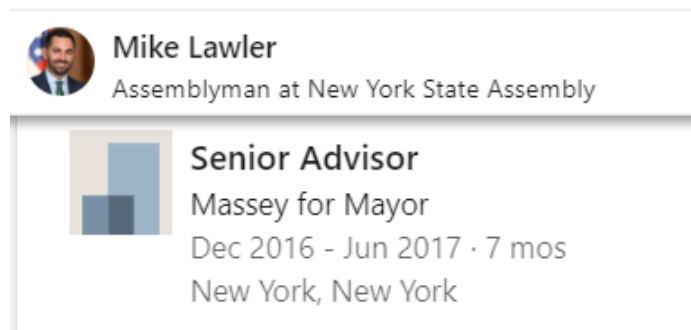 Mike Lawler
Assemblyman at New York State Assembly
Senior Advisor
Massey for Mayor
Dec 2016 - Jun 2017 · 7 mos
New York, New York